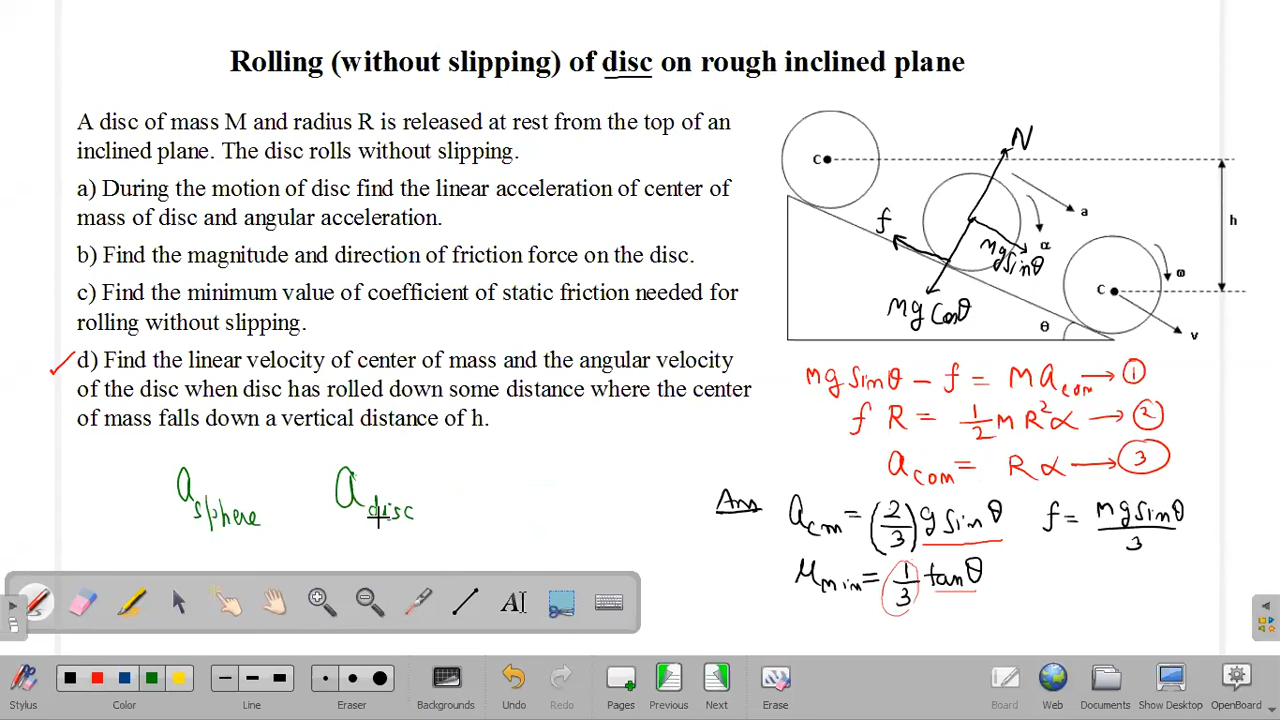 Rolling (without slipping) of disc on rough inclined plane
A disc of mass M and radius R is released at rest from the top of an
inclined plane. The disc rolls without slipping.
a) During the motion of disc find the linear acceleration of center of
mass of disc and angular acceleration.
b) Find the magnitude and direction of friction force on the disc.
c) Find the minimum value of coefficient of static friction needed for
rolling without slipping.
d) Find the linear velocity of center of mass and the angular velocity
of the disc when disc has rolled down some distance where the center
of mass falls down a vertical distance of h.
a sphere a disc
C
N
f
a
α
Mg sinθ
h
C
ω
Mg Cosθ
θ
v
Mg Sinθ - f = M a com → 1
f R = 1/2 M R² α → 2
a com = R α → 3
Ans a cm = (2/3) g sinθ f = Mg sinθ / 3
μ min = 1/3 tanθ
Stylus
Color
Line
Eraser
Backgrounds
Undo
Redo
Pages
Previous
Next
Erase
Board
Web
Documents
Show Desktop
OpenBoard